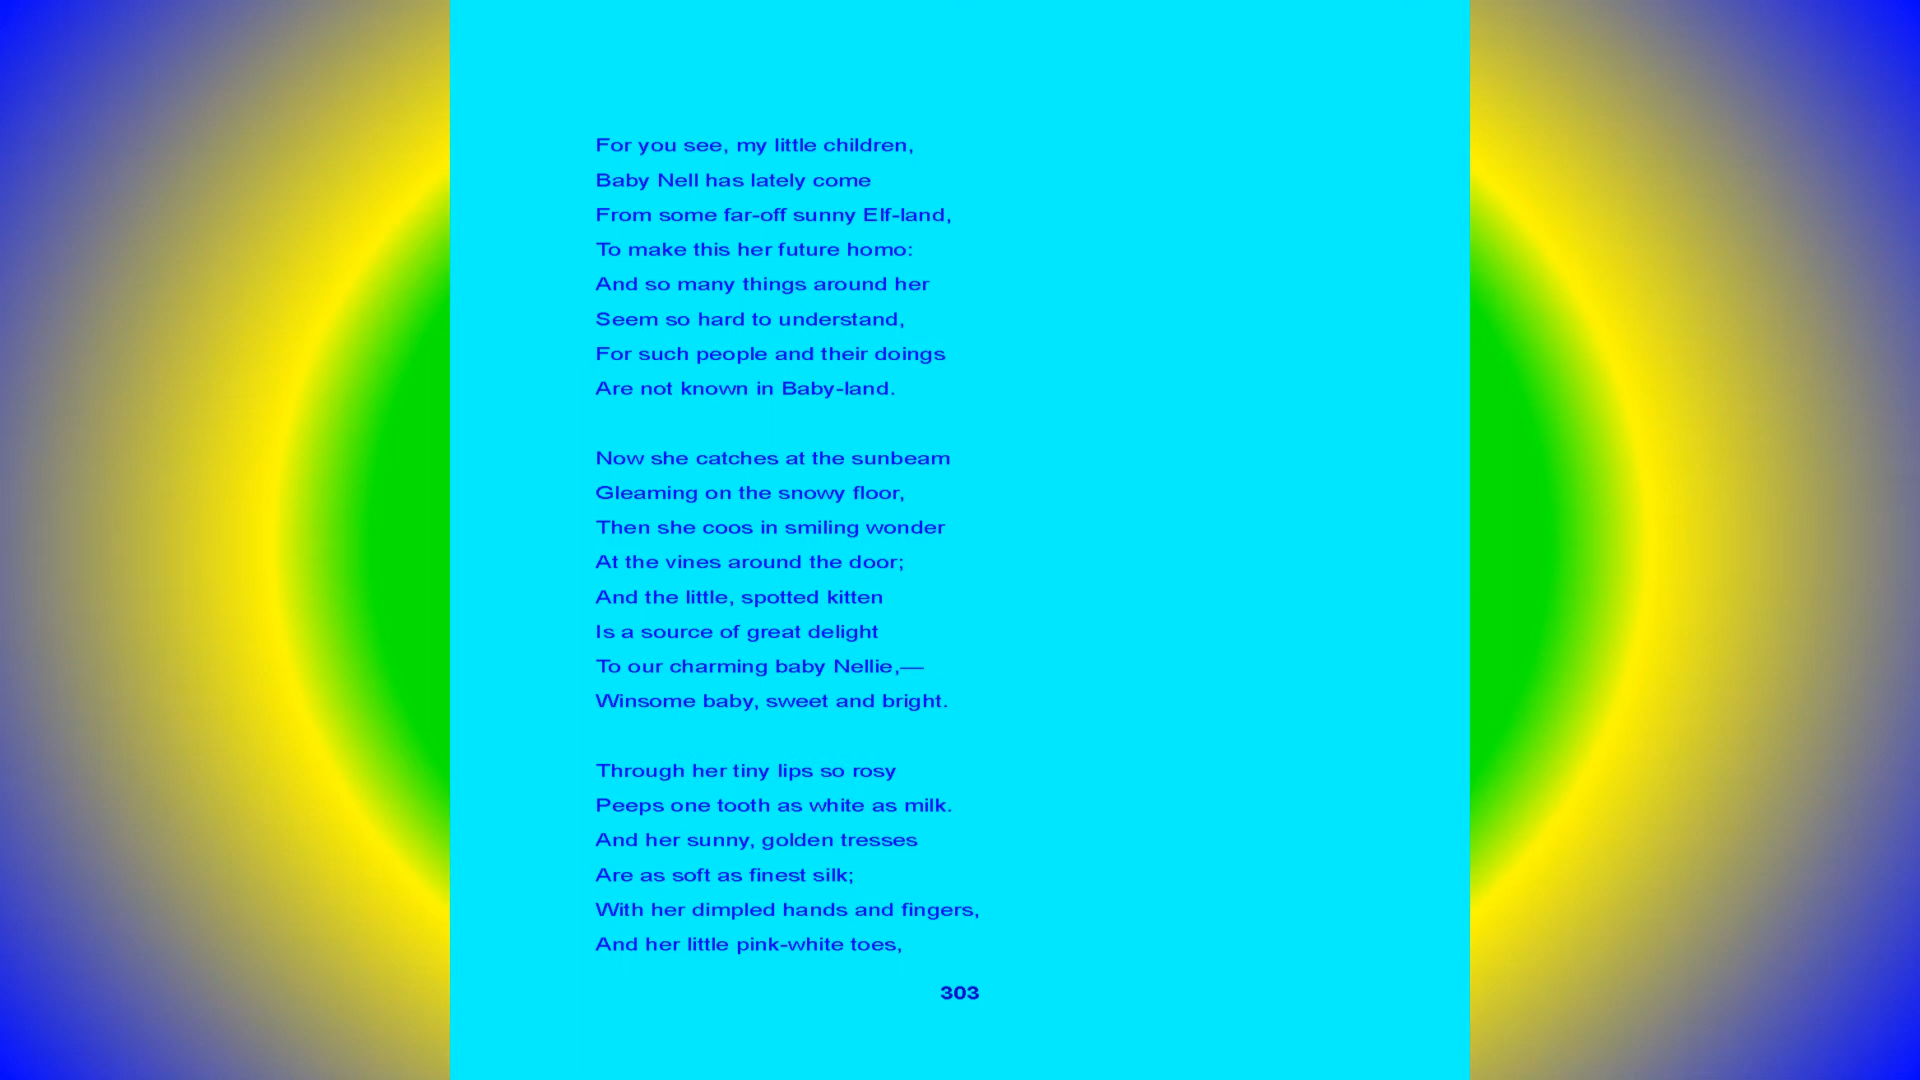 For you see, my little children,
Baby Nell has lately come
From some far-off sunny Elf-land,
To make this her future homo:
And so many things around her
Seem so hard to understand,
For such people and their doings
Are not known in Baby-land.
Now she catches at the sunbeam
Gleaming on the snowy floor,
Then she coos in smiling wonder
At the vines around the door;
And the little, spotted kitten
Is a source of great delight
To our charming baby Nellie,—
Winsome baby, sweet and bright.
Through her tiny lips so rosy
Peeps one tooth as white as milk.
And her sunny, golden tresses
Are as soft as finest silk;
With her dimpled hands and fingers,
And her little pink-white toes,
303